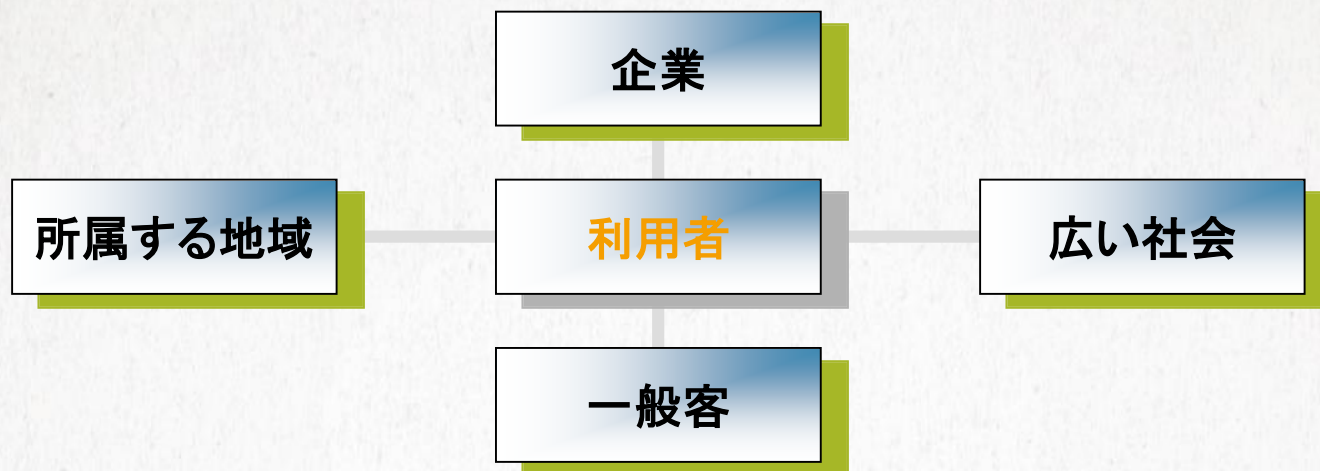 企業
所属する地域
利用者
広い社会
一般客